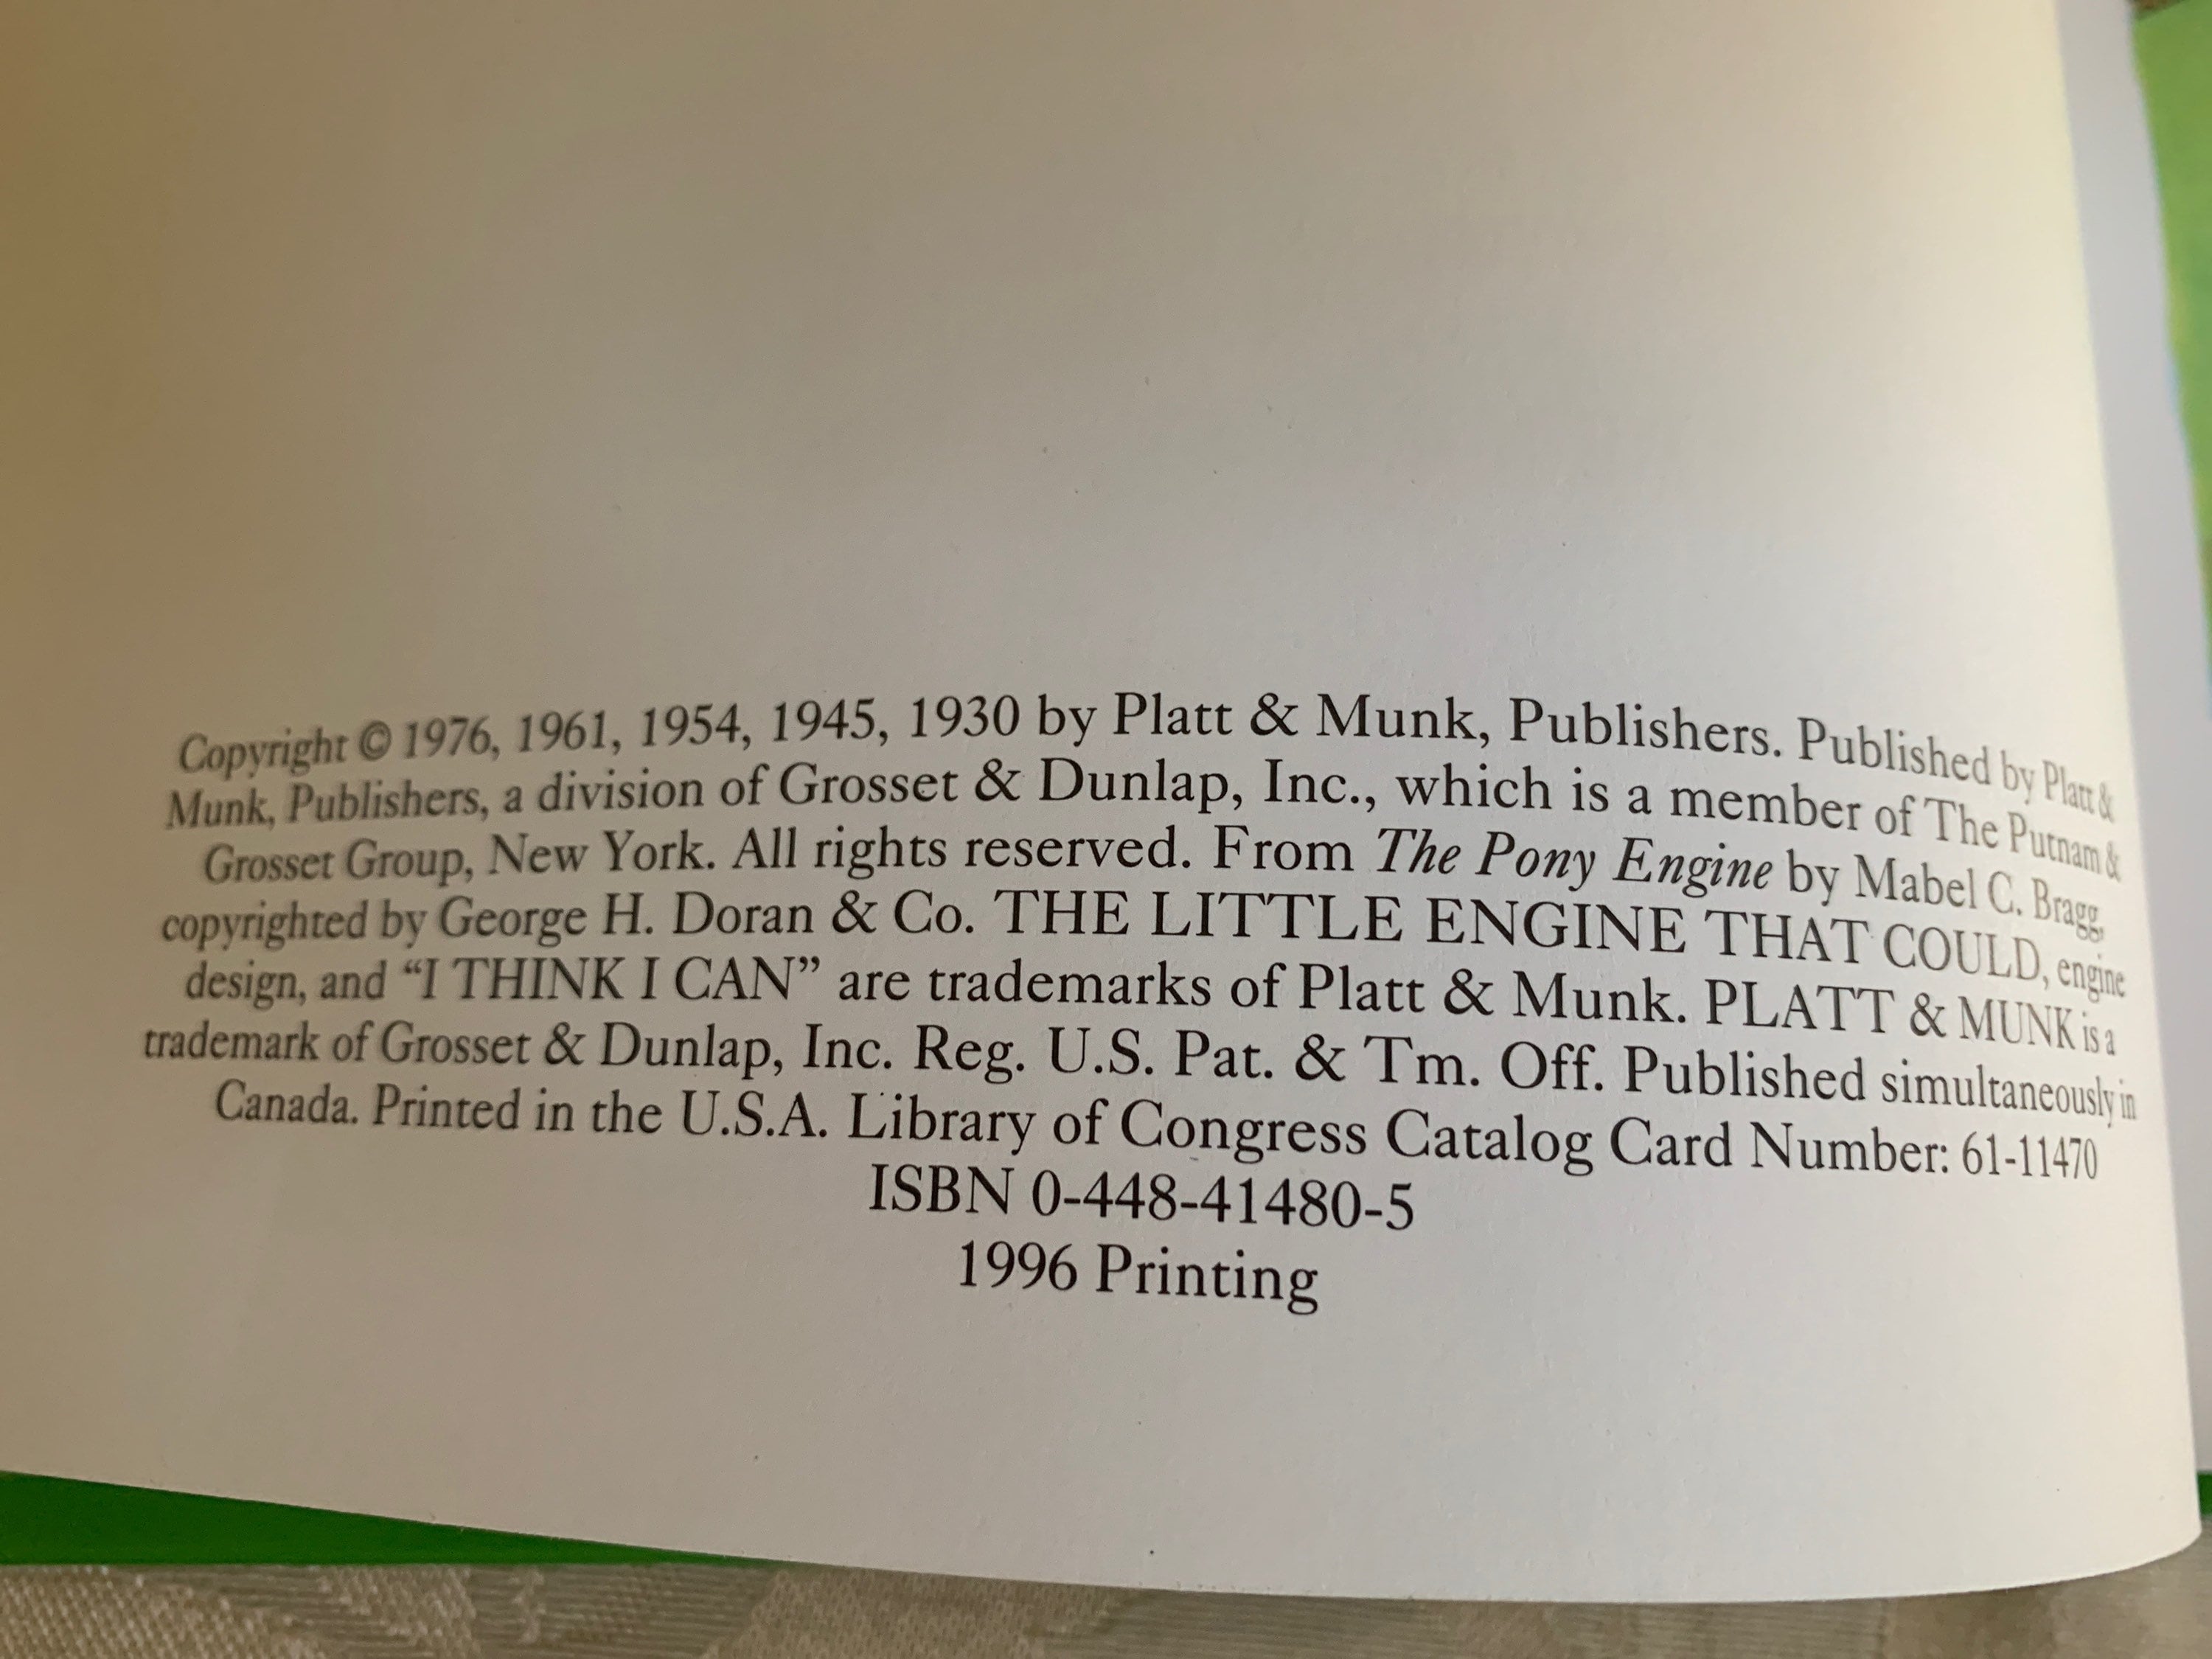 Copyright © 1976, 1961, 1954, 1945, 1930 by Platt & Munk, Publishers. Published by Platt &
Munk, Publishers, a division of Grosset & Dunlap, Inc., which is a member of The Putnam &
Grosset Group, New York. All rights reserved. From The Pony Engine by Mabel C. Bragg,
copyrighted by George H. Doran & Co. THE LITTLE ENGINE THAT COULD, engine
design, and “I THINK I CAN” are trademarks of Platt & Munk. PLATT & MUNK is a
trademark of Grosset & Dunlap, Inc. Reg. U.S. Pat. & Tm. Off. Published simultaneously in
Canada. Printed in the U.S.A. Library of Congress Catalog Card Number: 61-11470
ISBN 0-448-41480-5
1996 Printing